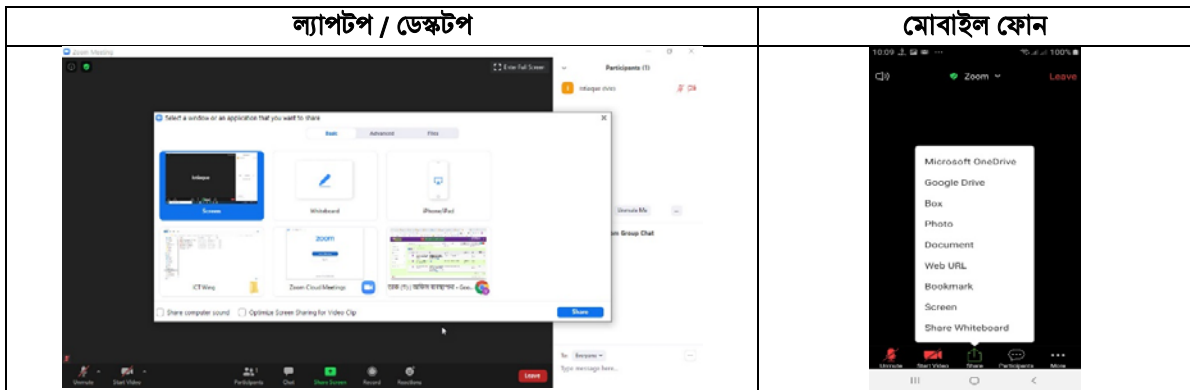 ল্যাপটপ / ডেস্কটপ
মোবাইল ফোন
Zoom Meeting
Enter Full Screen
Participants (1)
Select a window or an application that you want to share
Basic
Advanced
Files
Screen
Whiteboard
iPhone/iPad
Unmute Me
Zoom Group Chat
zoom
ICT Wing
Zoom Cloud Meetings
Share computer sound
Optimize Screen Sharing for Video Clip
Share
To: Everyone
Type message here...
Unmute
Start Video
Participants
Chat
Share Screen
Record
Reactions
Leave
10:09
100%
Zoom
Leave
Microsoft OneDrive
Google Drive
Box
Photo
Document
Web URL
Bookmark
Screen
Share Whiteboard
Unmute
Start Video
Share
Participants
More